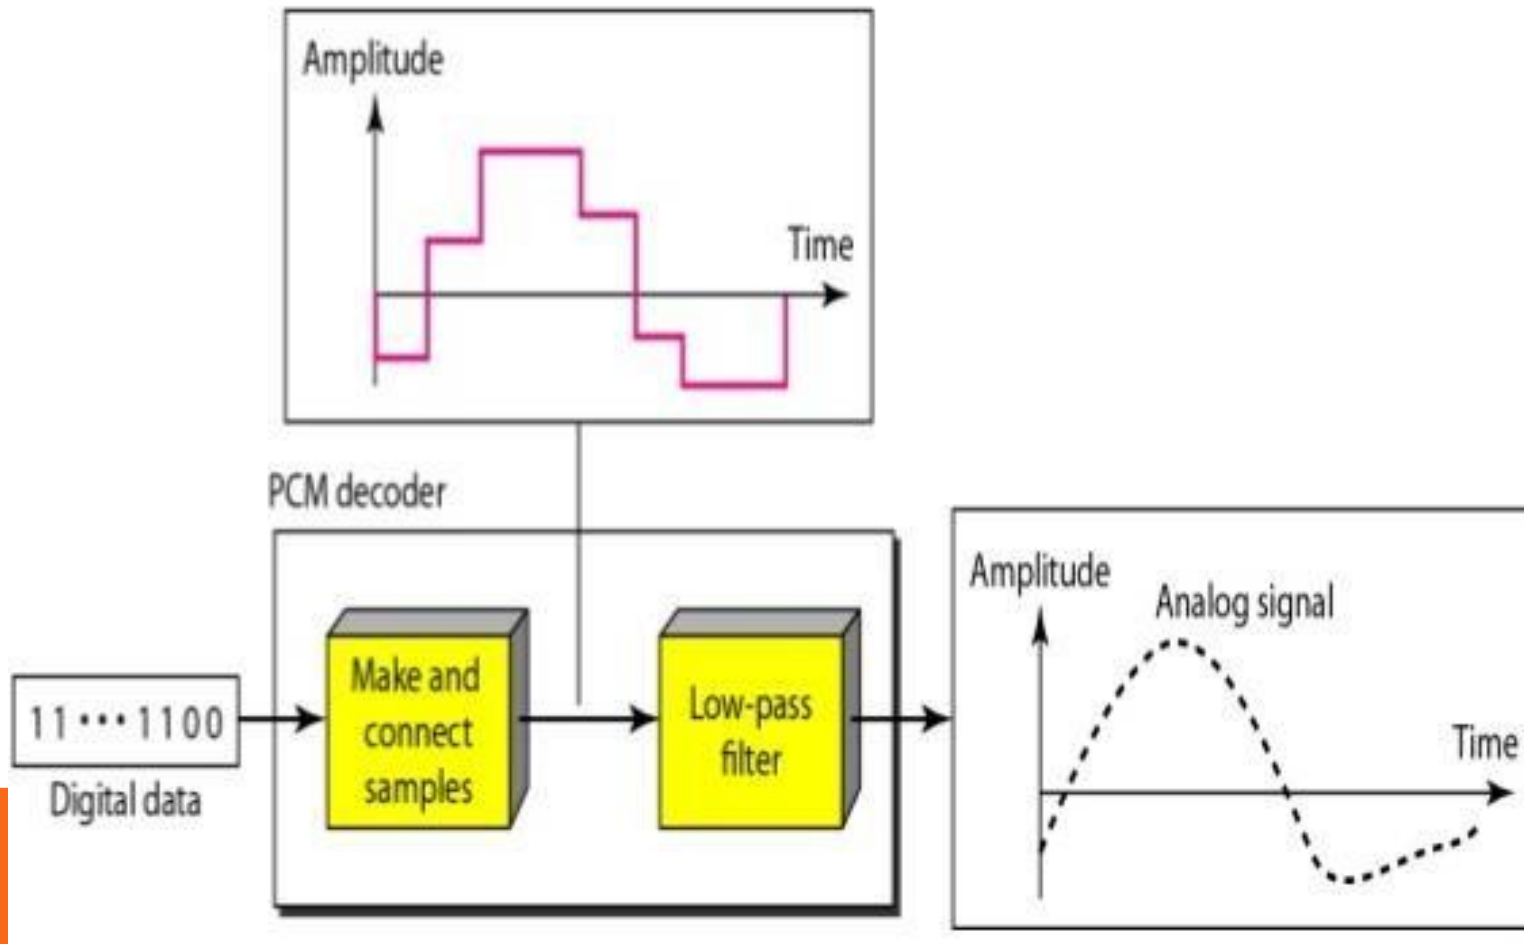 Amplitude
Time
PCM decoder
Make and
connect
samples
Low-pass
filter
11•••1100
Digital data
Amplitude
Analog signal
Time